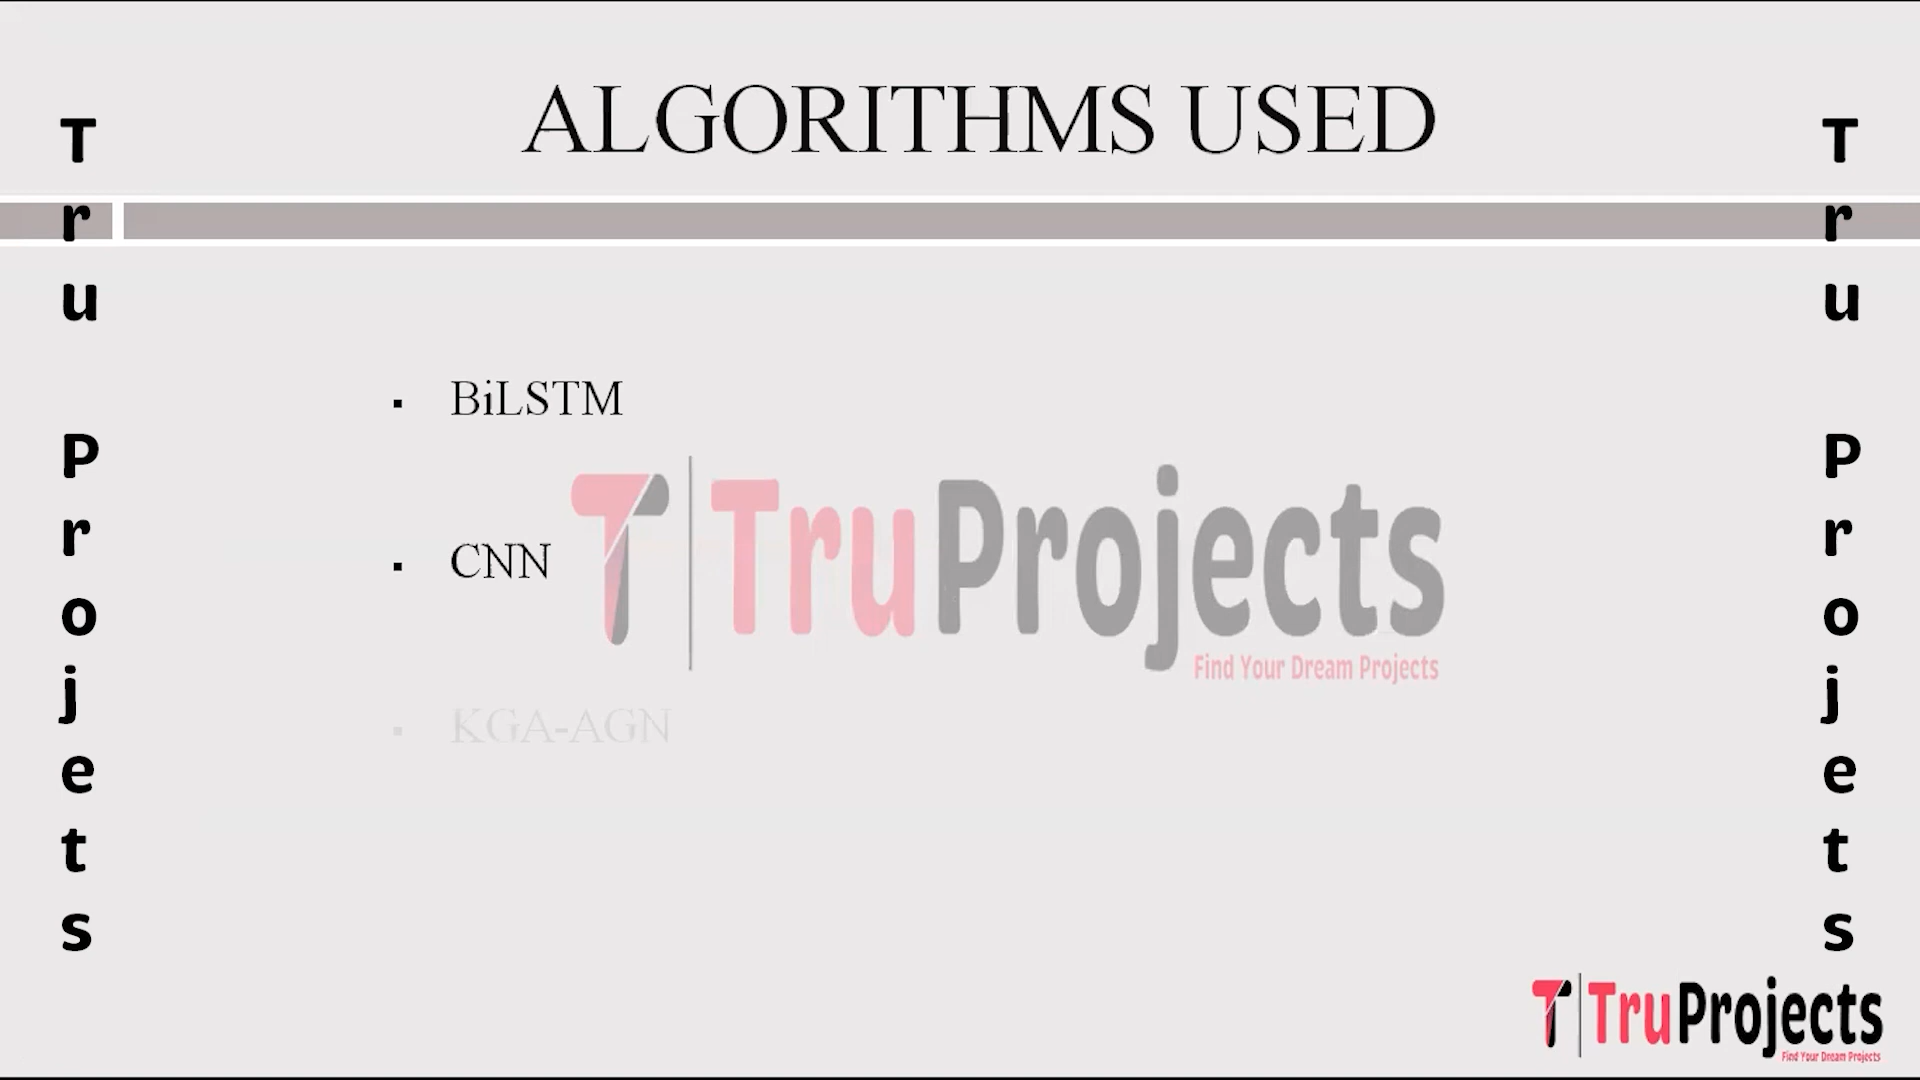 ALGORITHMS USED
Tru Projets
Tru Projets
▪ BiLSTM
▪ CNN
▪ KGA-AGN
TruProjects
Find Your Dream Projects
TruProjects
Find Your Dream Projects